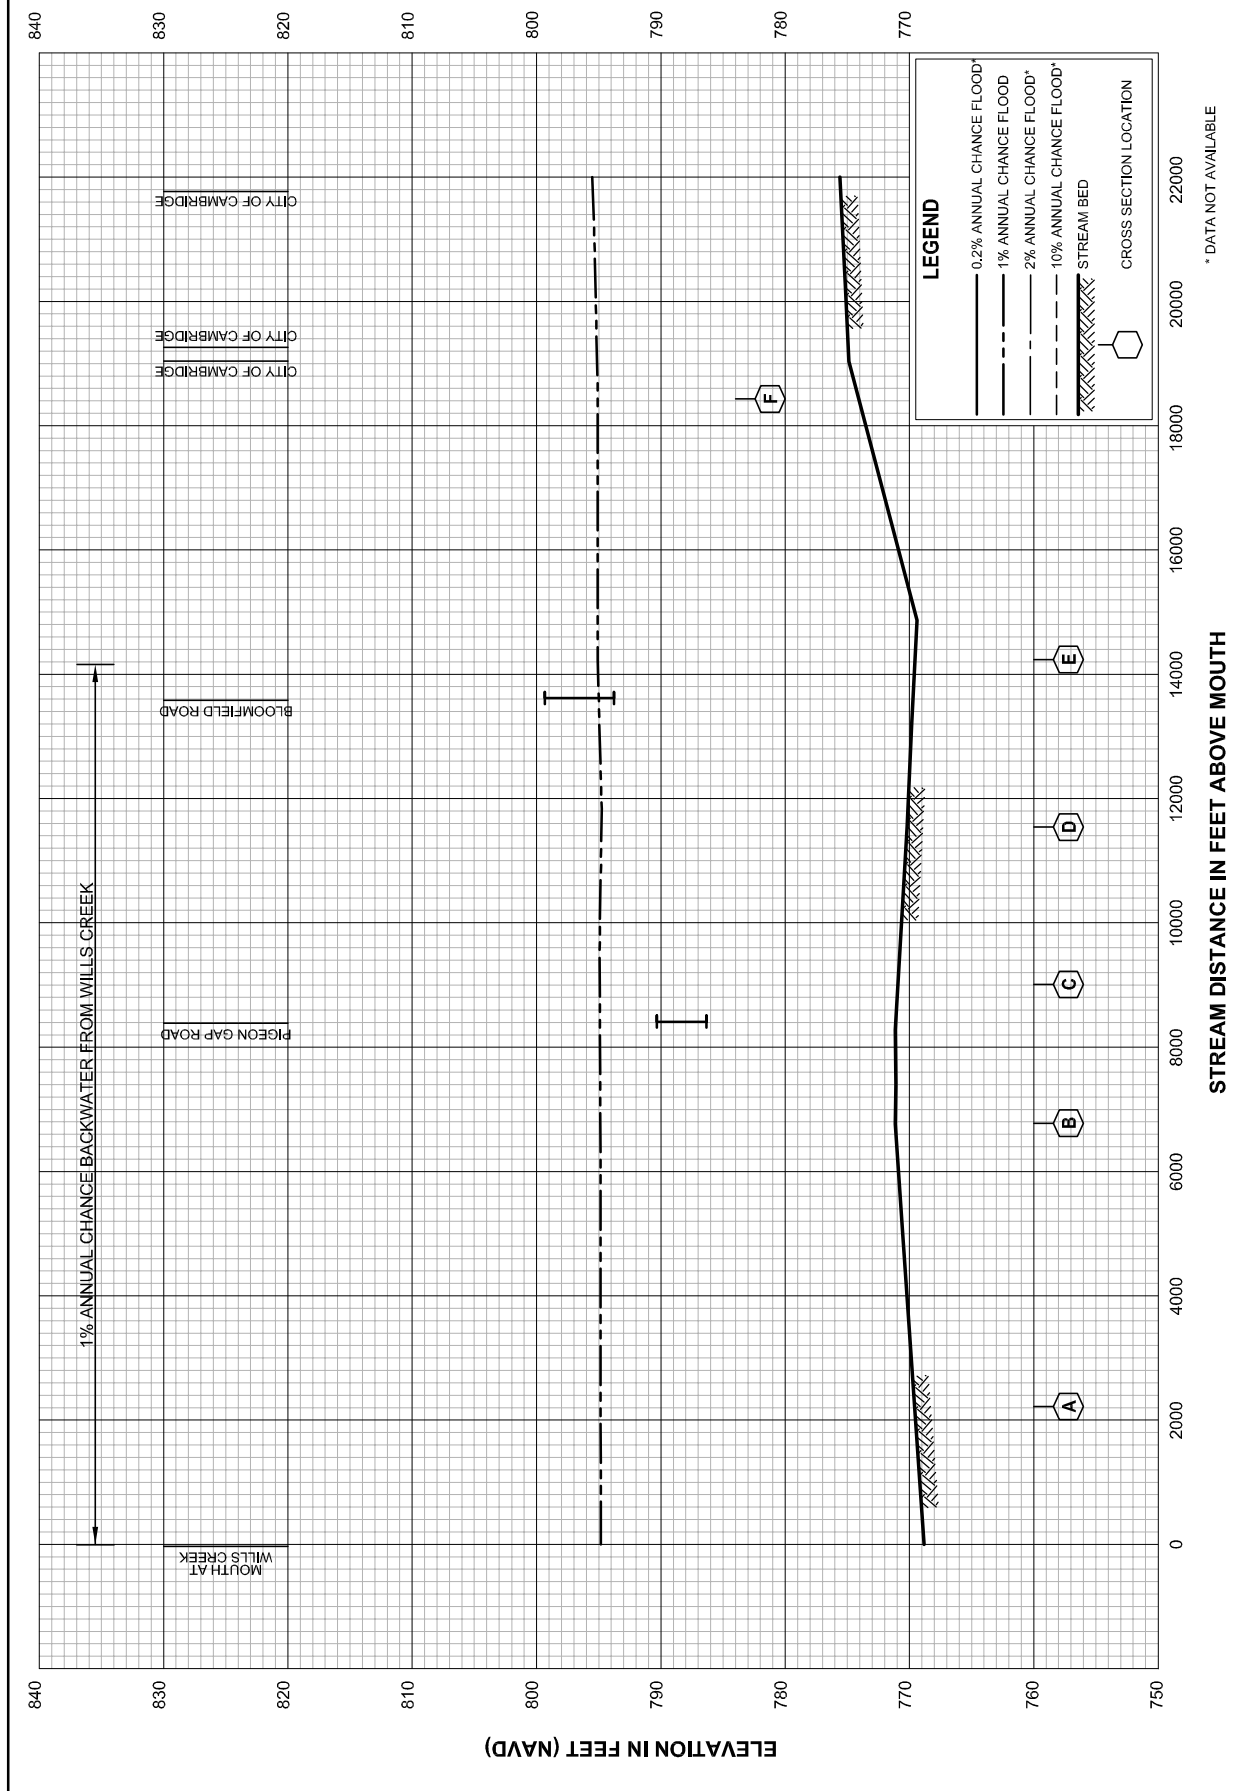 840
830
820
810
800
790
780
770
760
750
ELEVATION IN FEET (NAVD)
840
830
820
810
800
790
780
770
1% ANNUAL CHANCE BACKWATER FROM WILLS CREEK
MOUTH AT
WILLS CREEK
PIGEON GAP ROAD
BLOOMFIELD ROAD
CITY OF CAMBRIDGE
CITY OF CAMBRIDGE
CITY OF CAMBRIDGE
A
B
C
D
E
F
0
2000
4000
6000
8000
10000
12000
14000
16000
18000
20000
22000
STREAM DISTANCE IN FEET ABOVE MOUTH
LEGEND
0.2% ANNUAL CHANCE FLOOD*
1% ANNUAL CHANCE FLOOD
2% ANNUAL CHANCE FLOOD*
10% ANNUAL CHANCE FLOOD*
STREAM BED
CROSS SECTION LOCATION
* DATA NOT AVAILABLE